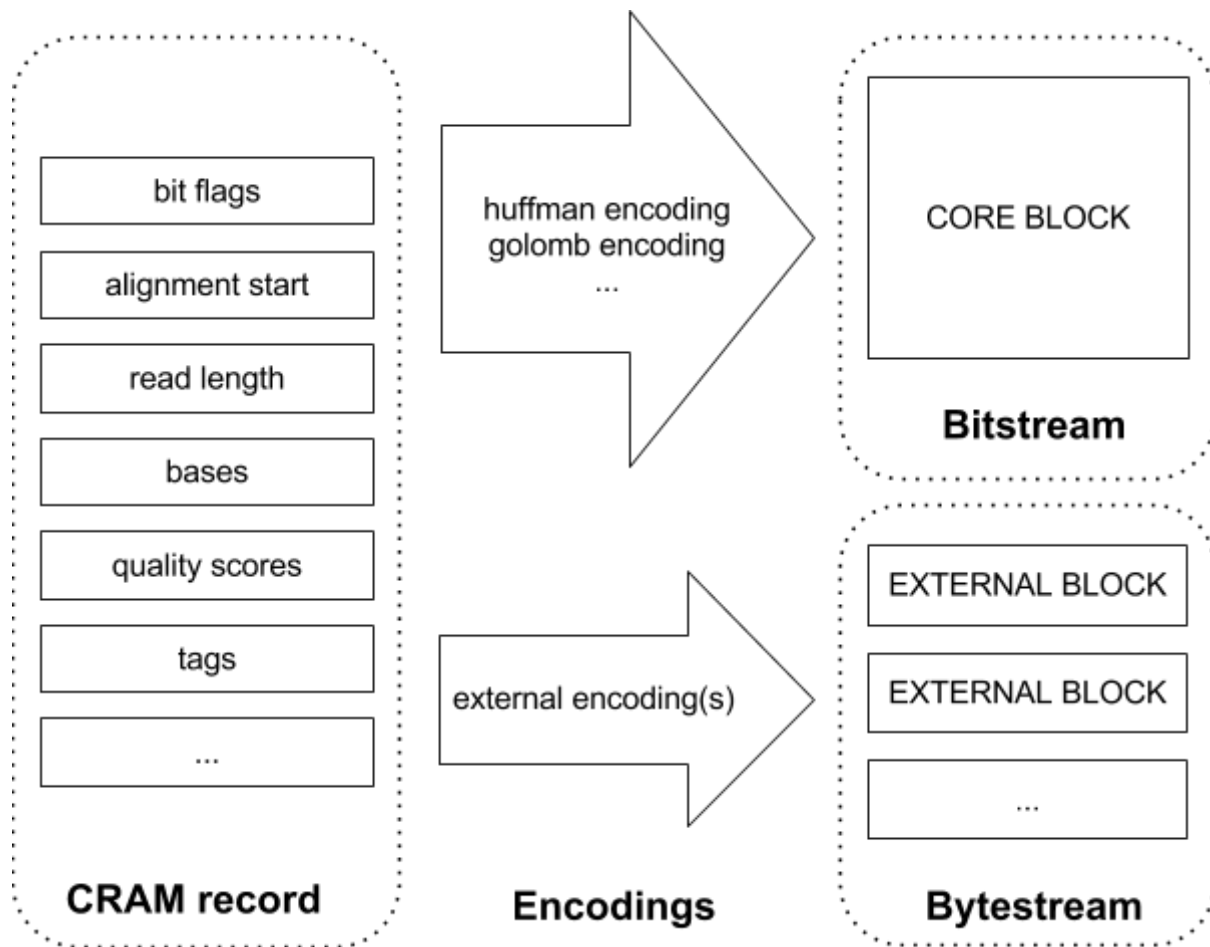 bit flags
alignment start
read length
bases
quality scores
tags
...
CRAM record
huffman encoding
golomb encoding
...
external encoding(s)
Encodings
CORE BLOCK
Bitstream
EXTERNAL BLOCK
EXTERNAL BLOCK
...
Bytestream